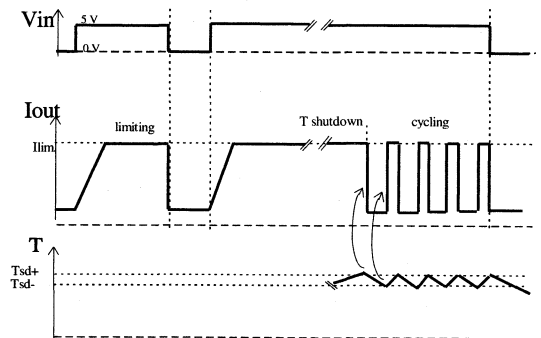 Vin
5 V
0 V
Iout
limiting
T shutdown
cycling
Ilim.
T
Tsd+
Tsd-